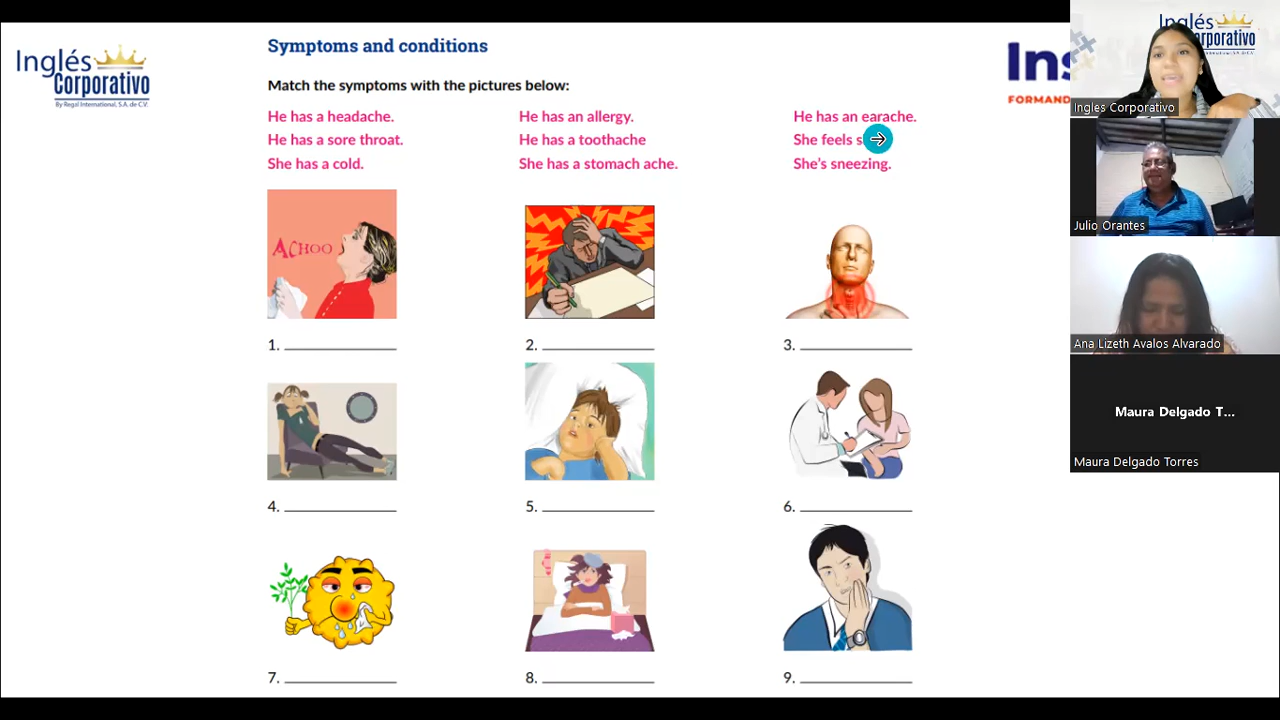 Inglés
Corporativo
By Regal International, S.A. de C.V.
Symptoms and conditions
Match the symptoms with the pictures below:
He has a headache.
He has a sore throat.
She has a cold.
He has an allergy.
He has a toothache
She has a stomach ache.
He has an earache.
She feels
She's sneezing.
ACHOO
1.
2.
3.
4.
5.
6.
7.
8.
9.
Inglés
Ingles Corporativo
Julio Orantes
Ana Lizeth Avalos Alvarado
Maura Delgado T...
Maura Delgado Torres